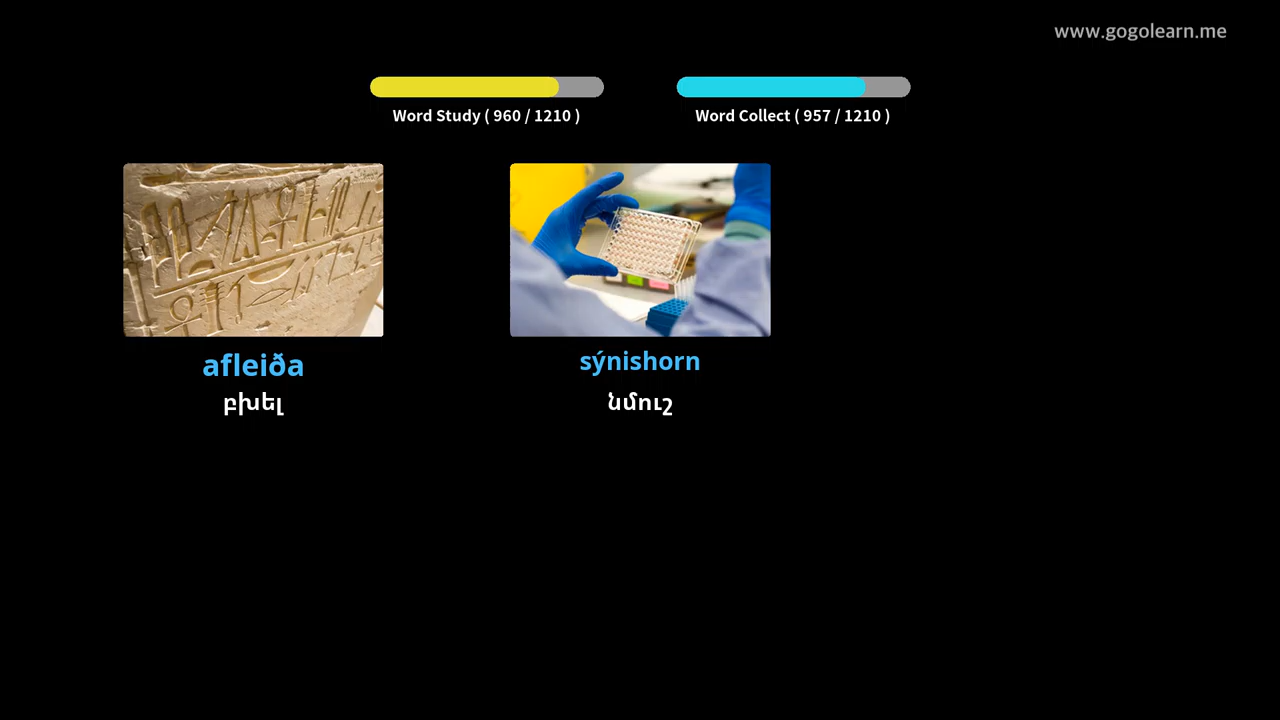 www.gogolearn.me
Word Study ( 960 / 1210 )
Word Collect ( 957 / 1210 )
afleiða
բխել
sýnishorn
նմուշ